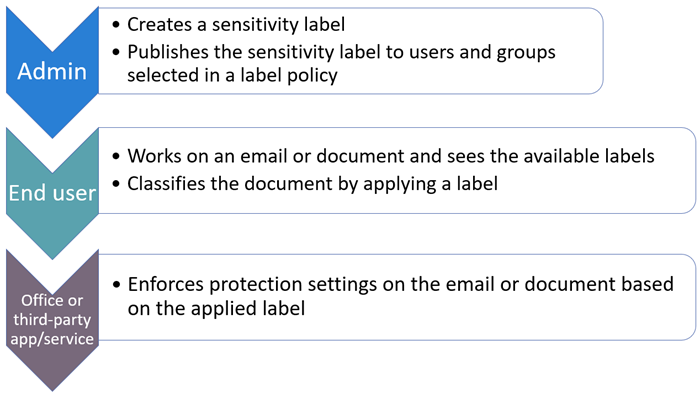 Admin
• Creates a sensitivity label
• Publishes the sensitivity label to users and groups
selected in a label policy
End user
• Works on an email or document and sees the available labels
• Classifies the document by applying a label
Office or
third-party
app/service
• Enforces protection settings on the email or document based
on the applied label